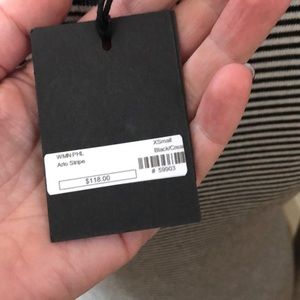 WMN PHL
Arlo Stripe
$118.00
XSmall
Black/Crea
# 59903